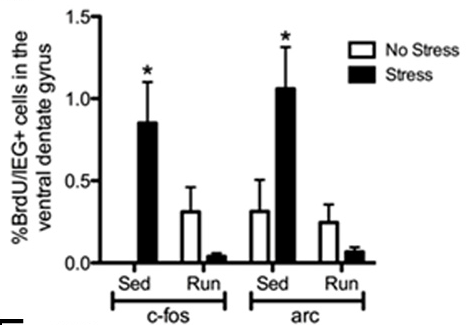 %BrdU/IEG+ cells in the
ventral dentate gyrus
1.5
1.0
0.5
0.0
* *
No Stress
Stress
Sed Run Sed Run
c-fos arc